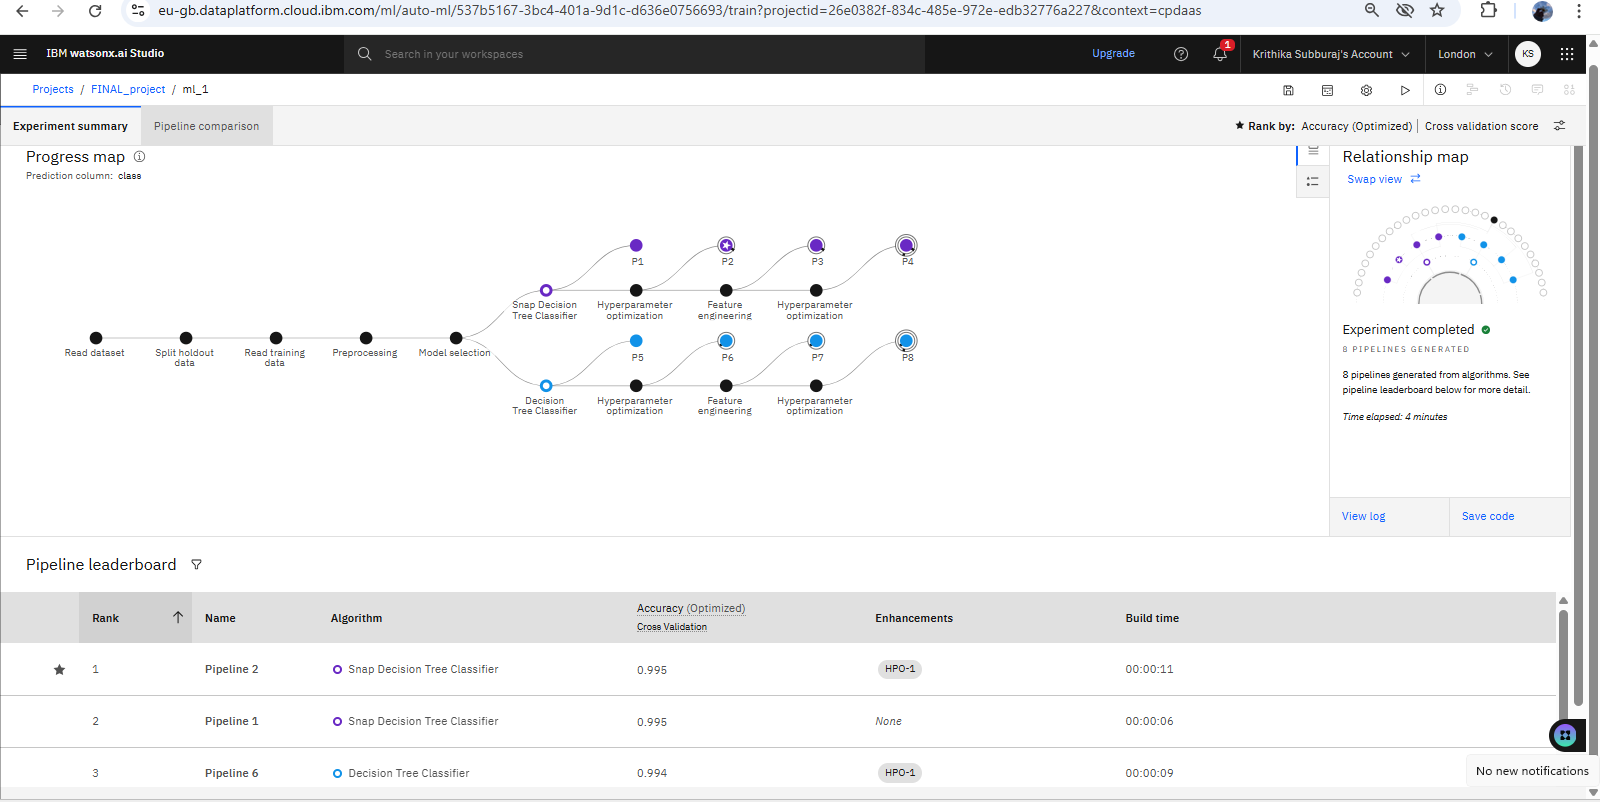 eu-gb.dataplatform.cloud.ibm.com/ml/auto-ml/537b5167-3bc4-401a-9d1c-d636e0756693/train?projectid=26e0382f-834c-485e-972e-edb32776a227&context=cpdaas
IBM watsonx.ai Studio
Search in your workspaces
Upgrade
1
Krithika Subburaj's Account
London
KS
Projects / FINAL_project / ml_1
Experiment summary
Pipeline comparison
Rank by: Accuracy (Optimized) | Cross validation score
Progress map
Prediction column: class
P1
P2
P3
P4
Snap Decision
Tree Classifier
Hyperparameter
optimization
Feature
engineering
Hyperparameter
optimization
Read dataset
Split holdout
data
Read training
data
Preprocessing
Model selection
P5
P6
P7
P8
Decision
Tree Classifier
Hyperparameter
optimization
Feature
engineering
Hyperparameter
optimization
Relationship map
Swap view
Experiment completed
8 PIPELINES GENERATED
8 pipelines generated from algorithms. See
pipeline leaderboard below for more detail.
Time elapsed: 4 minutes
View log
Save code
Pipeline leaderboard
Rank
Name
Algorithm
Accuracy (Optimized)
Cross Validation
Enhancements
Build time
1 Pipeline 2 Snap Decision Tree Classifier 0.995 HPO-1 00:00:11
2 Pipeline 1 Snap Decision Tree Classifier 0.995 None 00:00:06
3 Pipeline 6 Decision Tree Classifier 0.994 HPO-1 00:00:09
No new notifications